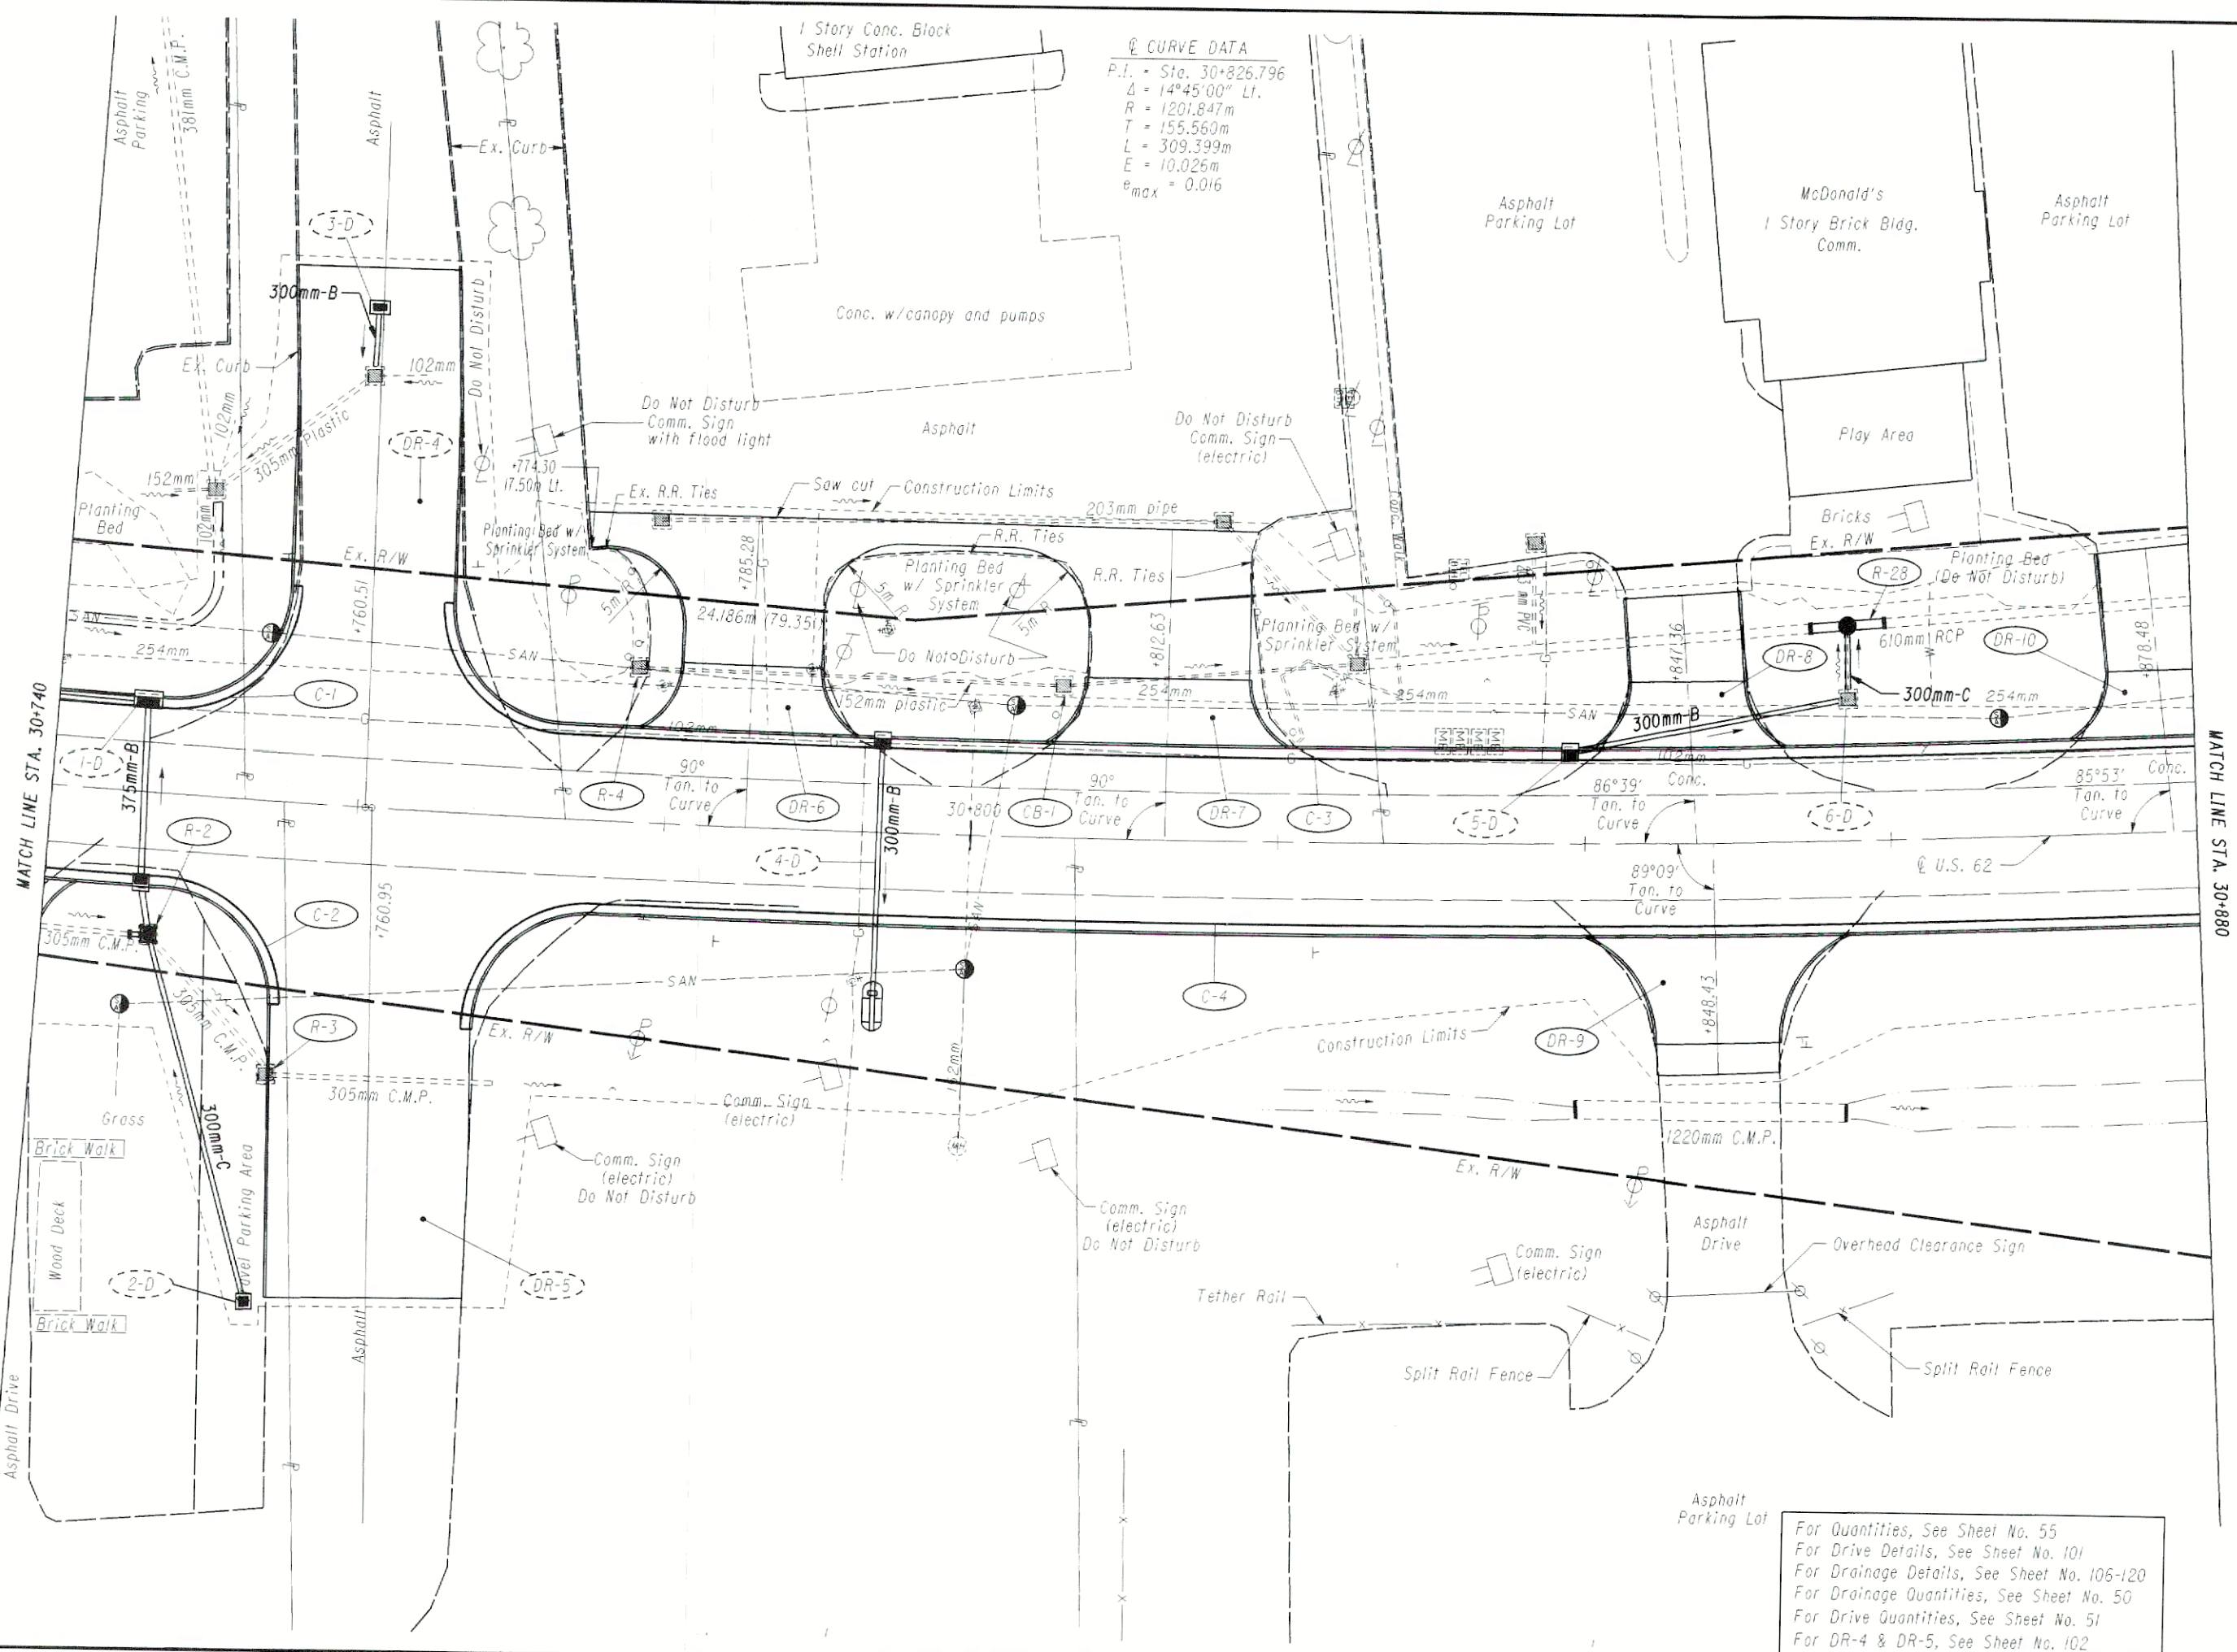 1 Story Conc. Block
Shell Station
℄ CURVE DATA
P.I. = Sta. 30+826.796
Δ = 14°45'00" Lt.
R = 1201.847m
T = 155.560m
L = 309.399m
E = 10.026m
emax = 0.016
Asphalt
Parking
381mm C.M.P.
Asphalt
Ex. Curb
3-D
300mm-B
Do Not Disturb
Ex. Curb
102mm
102mm
305mm Plastic
DR-4
152mm
102mm
Planting
Bed
Conc. w/canopy and pumps
Asphalt
Parking Lot
McDonald's
1 Story Brick Bldg.
Comm.
Asphalt
Parking Lot
Play Area
Do Not Disturb
Comm. Sign
with flood light
Asphalt
Do Not Disturb
Comm. Sign
(electric)
+774.30
17.50m Lt.
Ex. R.R. Ties
Saw cut
Construction Limits
203mm pipe
Conc. Walk
Bricks
Ex. R/W
Planting Bed
(Do Not Disturb)
R-28
Ex. R/W
+760.51
Planting Bed w/
Sprinkler System
5m R
+785.28
24.186m (79.35)
R.R. Ties
Planting Bed
w/ Sprinkler
System
5m R
5m R
R.R. Ties
Do Not Disturb
+812.63
Planting Bed w/
Sprinkler System
203 mm PVC
+847.36
DR-8
610mm RCP
DR-10
+878.48
SAN
254mm
SAN
C-1
152mm plastic
254mm
254mm
SAN
300mm-B
300mm-C
254mm
102mm
102mm
MATCH LINE STA. 30+740
1-D
375mm-B
R-4
90°
Tan. to
Curve
DR-6
30+800
CB-1
90°
Tan. to
Curve
DR-7
C-3
5-D
86°39'
Tan. to
Curve
Conc.
6-D
85°53'
Tan. to
Curve
Conc.
MATCH LINE STA. 30+880
R-2
4-D
300mm-B
89°09'
Tan. to
Curve
℄ U.S. 62
C-2
+760.95
305mm C.M.P.
305mm C.M.P.
R-3
SAN
SAN
C-4
Ex. R/W
Construction Limits
DR-9
+848.43
305mm C.M.P.
152mm
MH
1220mm C.M.P.
Grass
300mm-C
Brick Walk
Wood Deck
Brick Walk
Parking Area
Comm. Sign
(electric)
Comm. Sign
(electric)
Do Not Disturb
Comm. Sign
(electric)
Do Not Disturb
Ex. R/W
Asphalt
Drive
Comm. Sign
(electric)
Overhead Clearance Sign
2-D
DR-5
Asphalt
Asphalt Drive
Tether Rail
Split Rail Fence
Split Rail Fence
Asphalt
Parking Lot
For Quantities, See Sheet No. 55
For Drive Details, See Sheet No. 101
For Drainage Details, See Sheet No. 106-120
For Drainage Quantities, See Sheet No. 50
For Drive Quantities, See Sheet No. 51
For DR-4 & DR-5, See Sheet No. 102